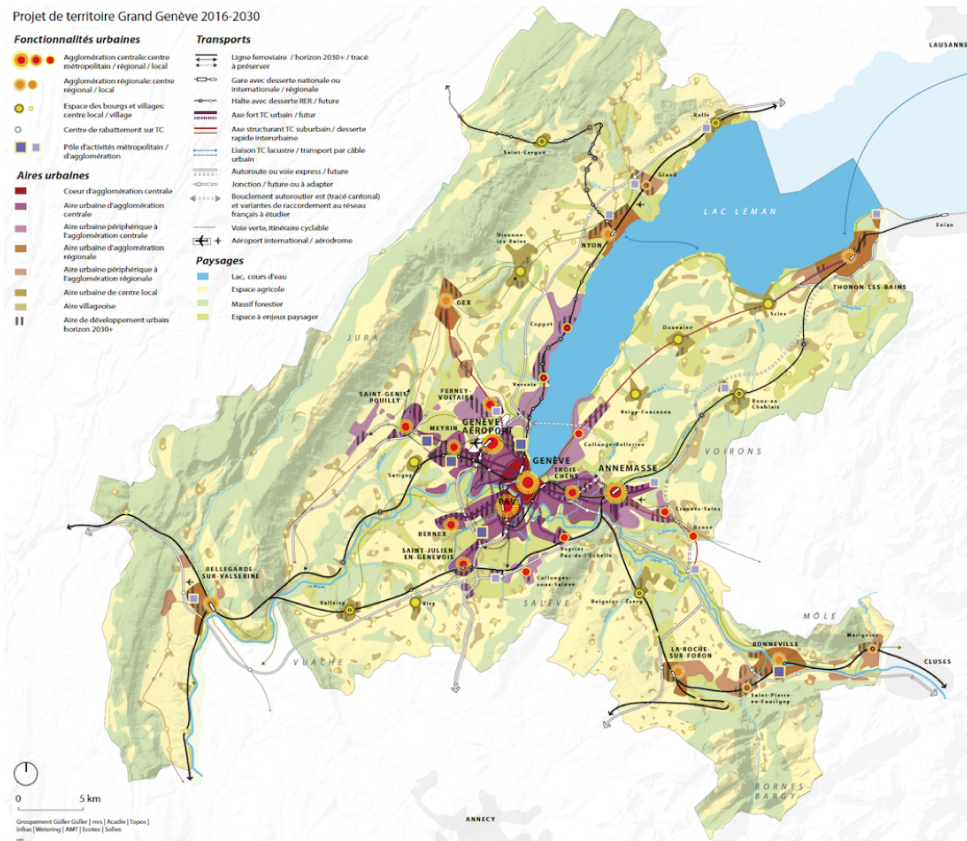 Projet de territoire Grand Genève 2016-2030
Fonctionnalités urbaines
Agglomération centrale: centre
métropolitain / régional / local
Agglomération régionale: centre
régional / local
Espace des bourgs et villages:
centre local / village
Centre de rabattement sur TC
Pôle d'activités métropolitain /
d'agglomération
Aires urbaines
Coeur d'agglomération centrale
Aire urbaine d'agglomération
centrale
Aire urbaine périphérique à
l'agglomération centrale
Aire urbaine d'agglomération
régionale
Aire urbaine périphérique à
l'agglomération régionale
Aire urbaine de centre local
Aire villageoise
Aire de développement urbain
horizon 2030+
Transports
Ligne ferroviaire / horizon 2030+ / tracé
à préserver
Gare avec desserte nationale ou
internationale / régionale
Halte avec desserte RER / future
Axe fort TC urbain / futur
Axe structurant TC suburbain / desserte
rapide interurbaine
Liaison TC lacustre / transport par câble
urbain
Autoroute ou voie express / future
Jonction / future ou à adapter
Bouclement autoroutier est (tracé cantonal)
et variantes de raccordement au réseau
français à étudier
Voie verte, itinéraire cyclable
Aéroport international / aérodrome
Paysages
Lac, cours d'eau
Espace agricole
Massif forestier
Espace à enjeux paysager
LAUSANNE
Rolle
Saint-Cergue
Gland
LAC LÉMAN
Evian
NYON
Divonne-
les-Bains
THONON-LES-BAINS
GEX
Sciez
Coppet
Douvaine
JURA
Versoix
Bons-en-
Chablais
Veigy-Foncenex
SAINT-GENIS
POUILLY
FERNEY-
VOLTAIRE
MEYRIN
GENÈVE
AÉROPORT
Collonge-Bellerive
VOIRONS
Satigny
GENÈVE
TROIS
CHÊNE
ANNEMASSE
PAV
Cranves-Sales
BERNEX
Bonne
Veyrier-
Pas-de-l'Echelle
SAINT JULIEN
EN GENEVOIS
Collonges-
sous-Salève
BELLEGARDE-
SUR-VALSERINE
Valleiry
Viry
SALÈVE
Reignier-Ésery
MÔLE
VUACHE
Marignier
LA-ROCHE-
SUR-FORON
BONNEVILLE
CLUSES
Saint-Pierre-
en-Faucigny
BORNES-
BARGY
ANNECY
0 5 km
Groupement Güller Güller | mrs | Acadie | Topos |
Infras | Wetering | AMT | Ecotec | Sofies